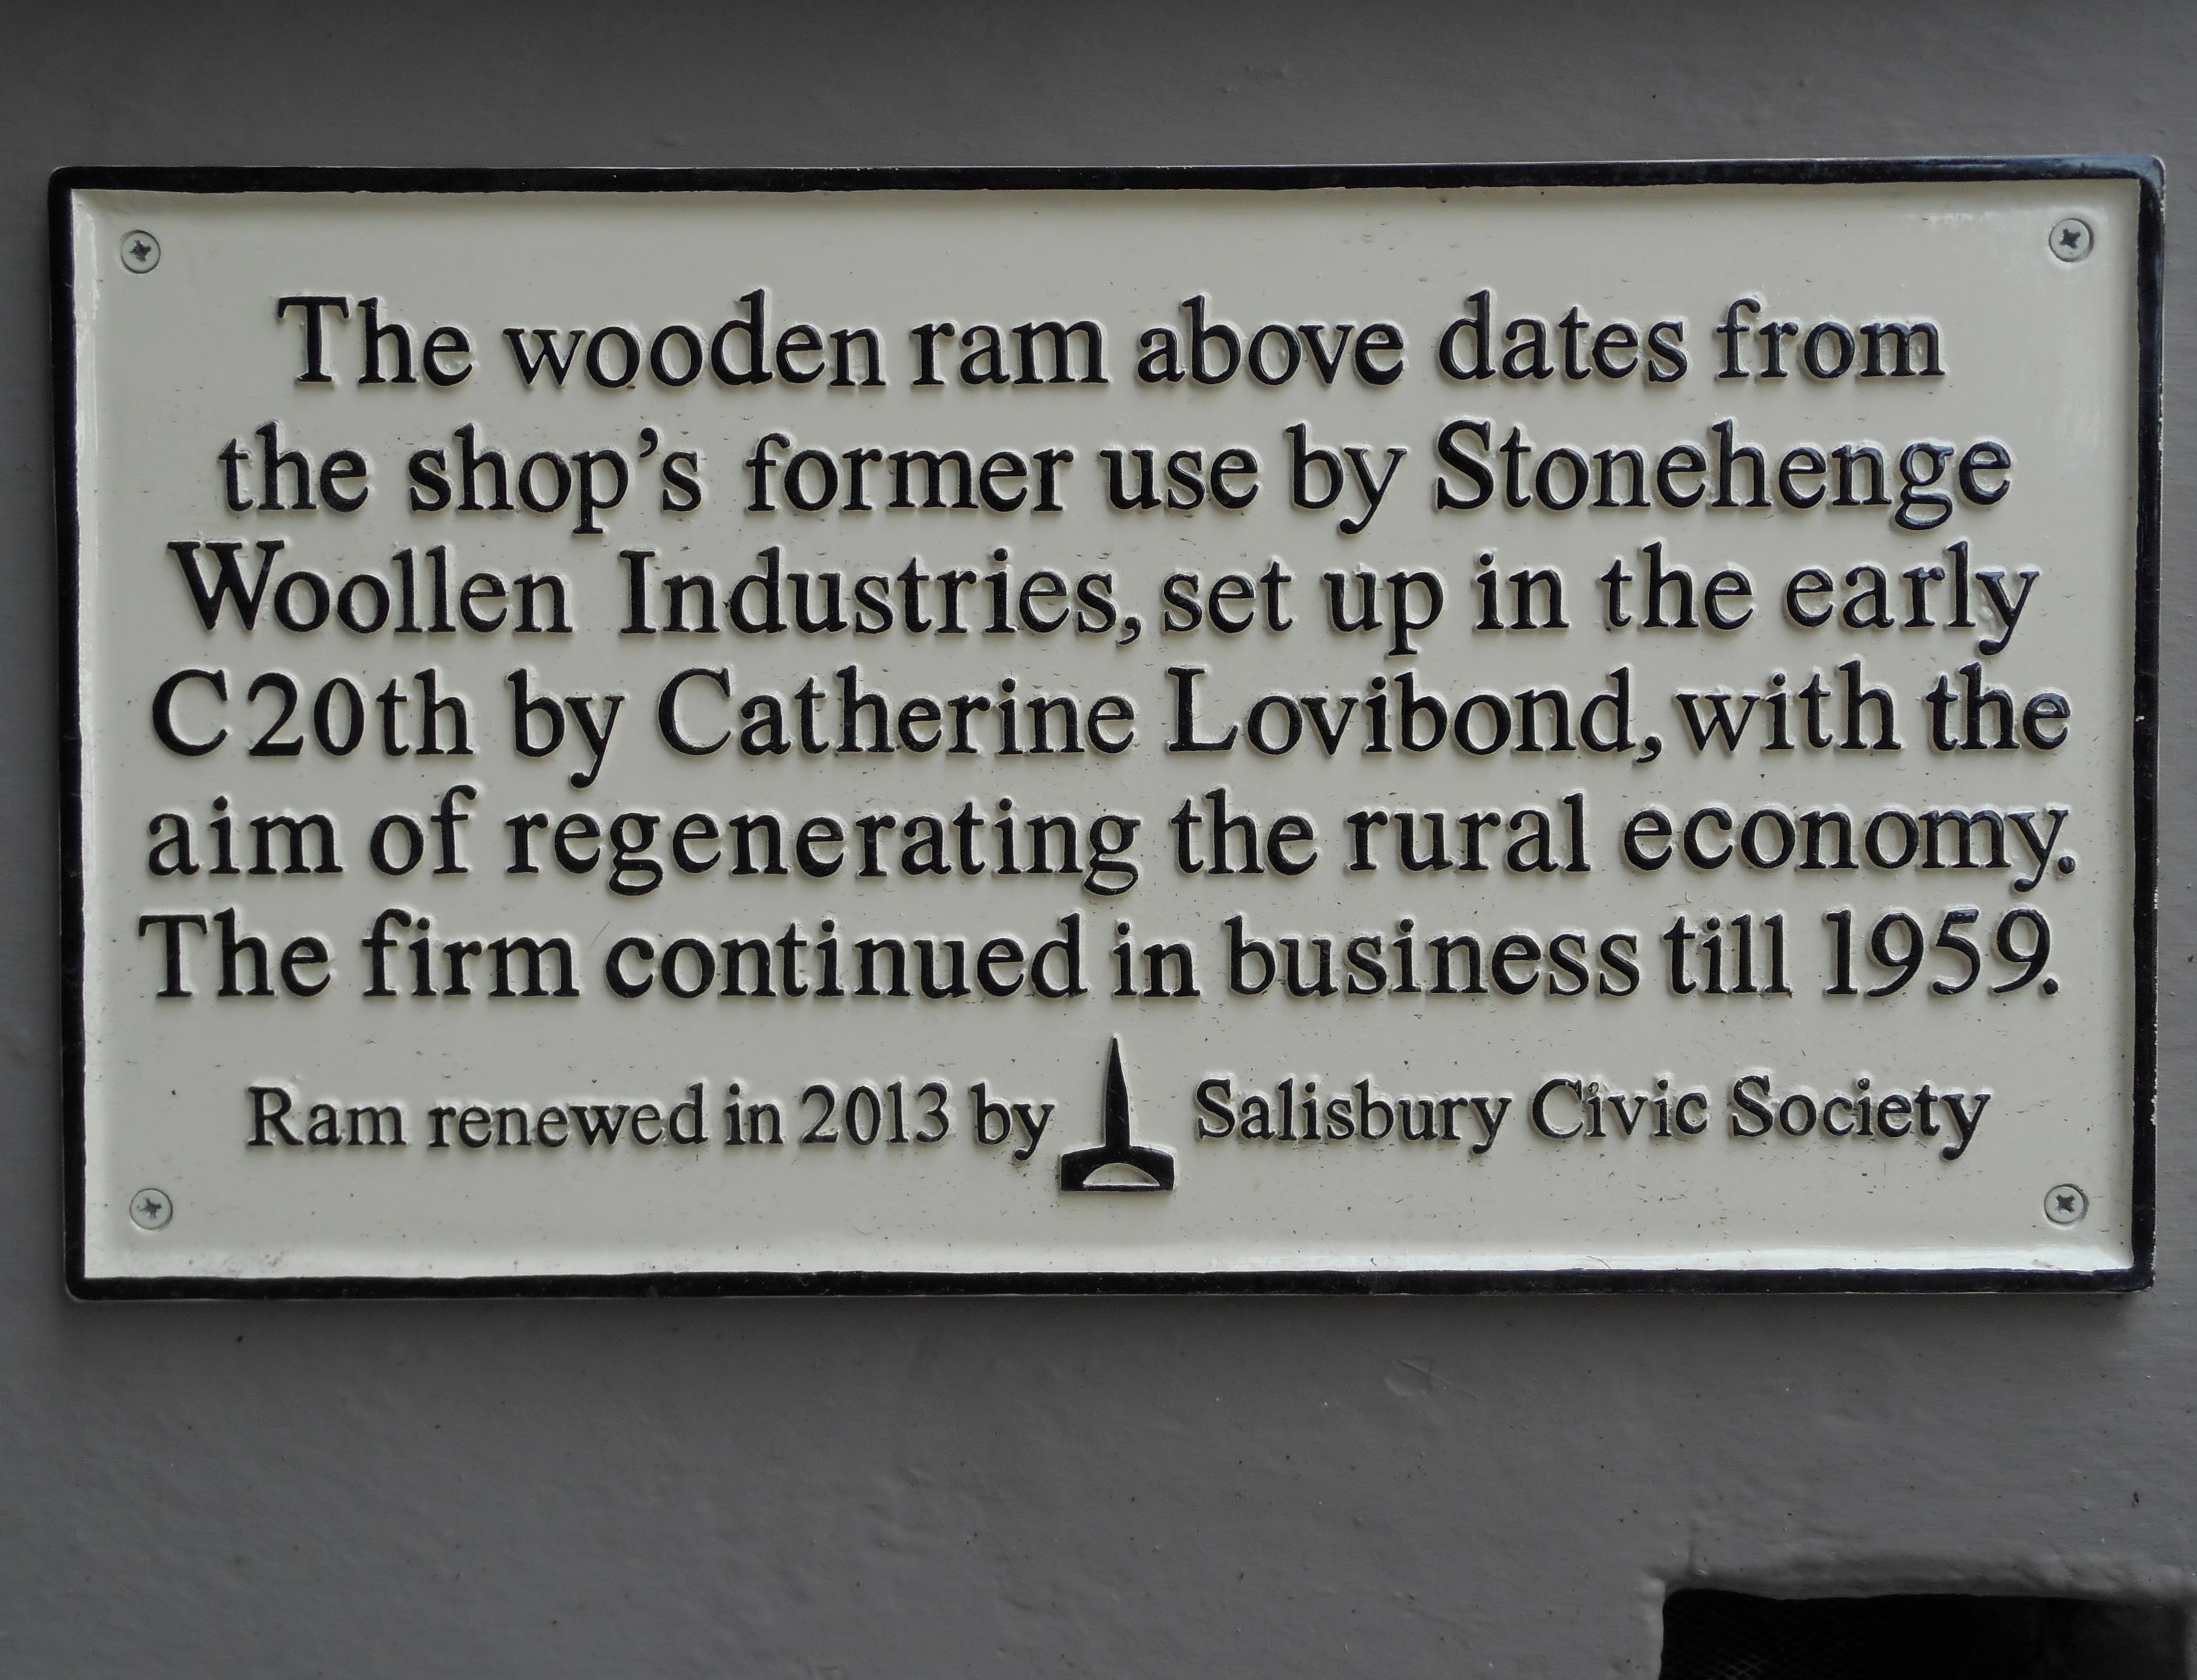 The wooden ram above dates from
the shop's former use by Stonehenge
Woollen Industries, set up in the early
C20th by Catherine Lovibond, with the
aim of regenerating the rural economy.
The firm continued in business till 1959.
Ram renewed in 2013 by Salisbury Civic Society